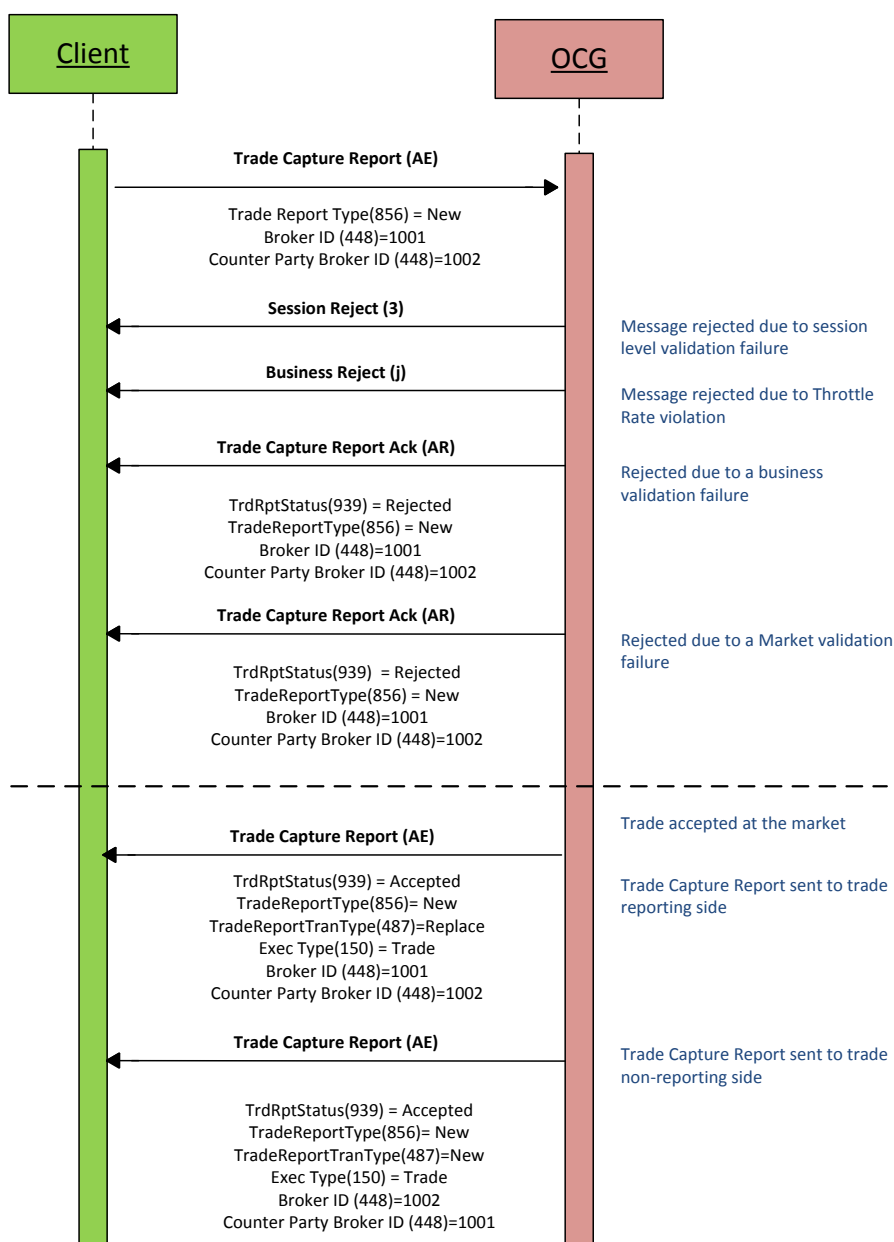 Client
OCG
Trade Capture Report (AE)
Trade Report Type(856) = New
Broker ID (448)=1001
Counter Party Broker ID (448)=1002
Session Reject (3)
Message rejected due to session
level validation failure
Business Reject (j)
Message rejected due to Throttle
Rate violation
Trade Capture Report Ack (AR)
Rejected due to a business
validation failure
TrdRptStatus(939) = Rejected
TradeReportType(856) = New
Broker ID (448)=1001
Counter Party Broker ID (448)=1002
Trade Capture Report Ack (AR)
Rejected due to a Market validation
failure
TrdRptStatus(939)  = Rejected
TradeReportType(856) = New
Broker ID (448)=1001
Counter Party Broker ID (448)=1002
Trade accepted at the market
Trade Capture Report (AE)
Trade Capture Report sent to trade
reporting side
TrdRptStatus(939) = Accepted
TradeReportType(856)= New
TradeReportTranType(487)=Replace
Exec Type(150) = Trade
Broker ID (448)=1001
Counter Party Broker ID (448)=1002
Trade Capture Report (AE)
Trade Capture Report sent to trade
non-reporting side
TrdRptStatus(939) = Accepted
TradeReportType(856)= New
TradeReportTranType(487)=New
Exec Type(150) = Trade
Broker ID (448)=1002
Counter Party Broker ID (448)=1001